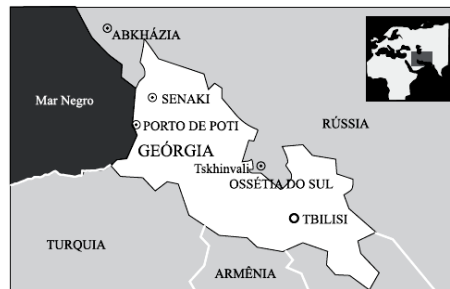 ABKHÁZIA
SENAKI
Mar Negro
PORTO DE POTI
RÚSSIA
GEÓRGIA
Tskhinvali
OSSÉTIA DO SUL
TBILISI
TURQUIA
ARMÊNIA